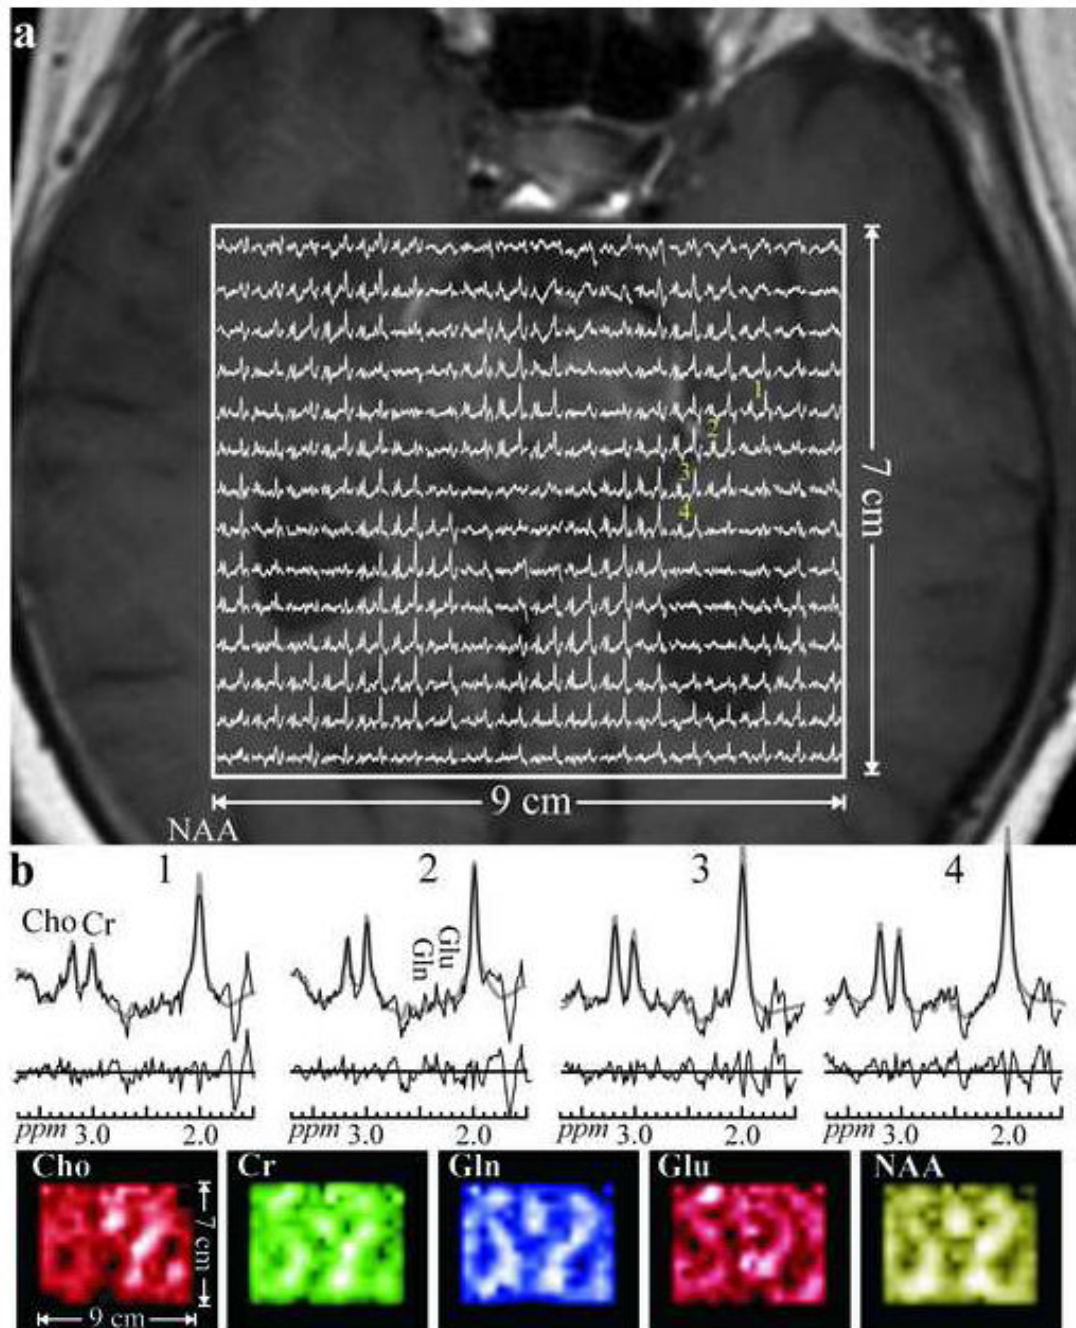 a
1
2
3
4
7 cm
9 cm
NAA
b
1 2 3 4
Cho Cr
Gln Glu
ppm 3.0 2.0 ppm 3.0 2.0 ppm 3.0 2.0 ppm 3.0 2.0
Cho Cr Gln Glu NAA
7 cm
9 cm